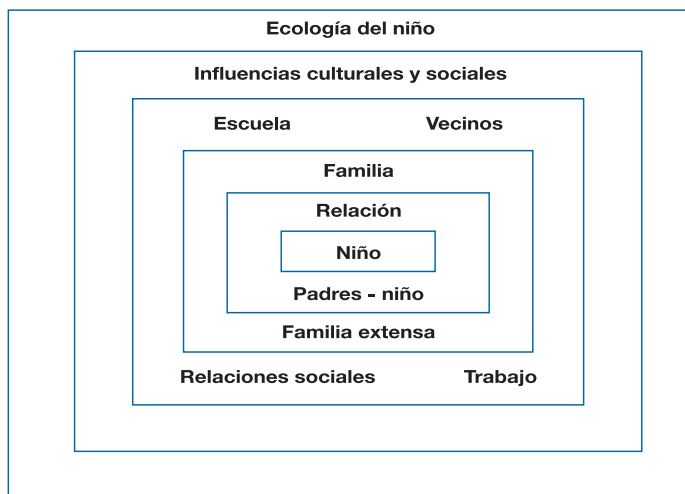 Ecología del niño
Influencias culturales y sociales
Escuela Vecinos
Familia
Relación
Niño
Padres - niño
Familia extensa
Relaciones sociales Trabajo